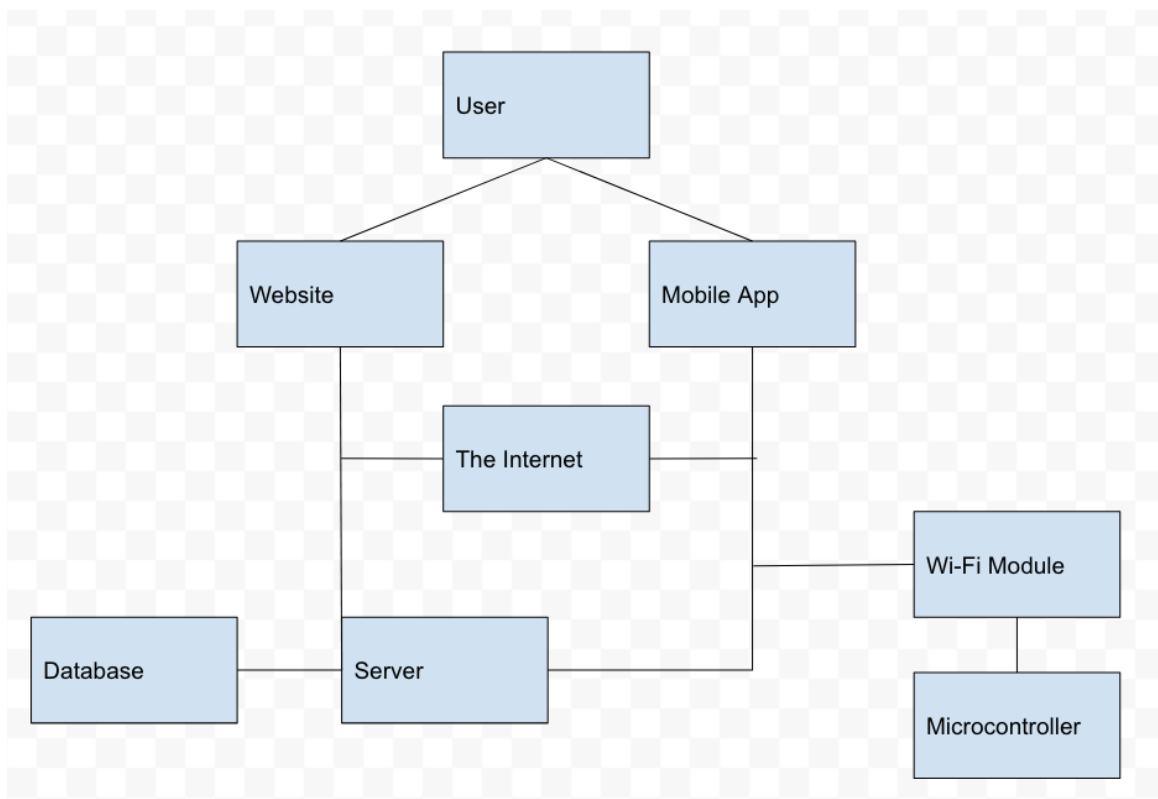 User
Website
Mobile App
The Internet
Wi-Fi Module
Database
Server
Microcontroller